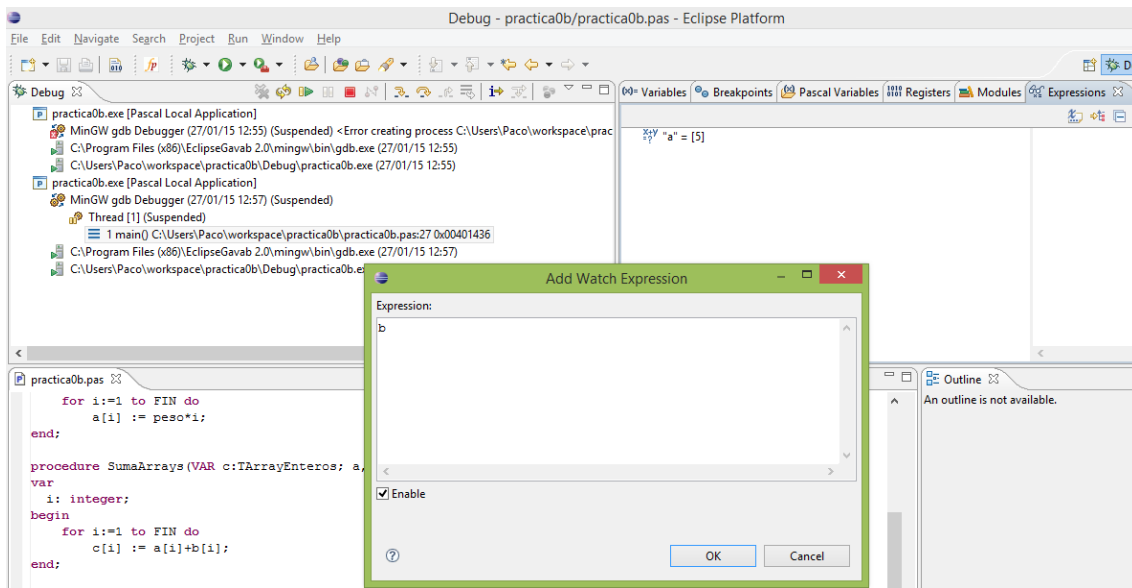 Debug - practica0b/practica0b.pas - Eclipse Platform
File Edit Navigate Search Project Run Window Help
Debug
Variables Breakpoints Pascal Variables Registers Modules Expressions
practica0b.exe [Pascal Local Application]
MinGW gdb Debugger (27/01/15 12:55) (Suspended) <Error creating process C:\Users\Paco\workspace\prac
C:\Program Files (x86)\EclipseGavab 2.0\mingw\bin\gdb.exe (27/01/15 12:55)
C:\Users\Paco\workspace\practica0b\Debug\practica0b.exe (27/01/15 12:55)
practica0b.exe [Pascal Local Application]
MinGW gdb Debugger (27/01/15 12:57) (Suspended)
Thread [1] (Suspended)
1 main() C:\Users\Paco\workspace\practica0b\practica0b.pas:27 0x00401436
C:\Program Files (x86)\EclipseGavab 2.0\mingw\bin\gdb.exe (27/01/15 12:57)
C:\Users\Paco\workspace\practica0b\Debug\practica0b.e
"a" = [5]
Add Watch Expression
Expression:
b
Enable
OK Cancel
practica0b.pas
for i:=1 to FIN do
a[i] := peso*i;
end;
procedure SumaArrays(VAR c:TArrayEnteros; a,
var
i: integer;
begin
for i:=1 to FIN do
c[i] := a[i]+b[i];
end;
Outline
An outline is not available.